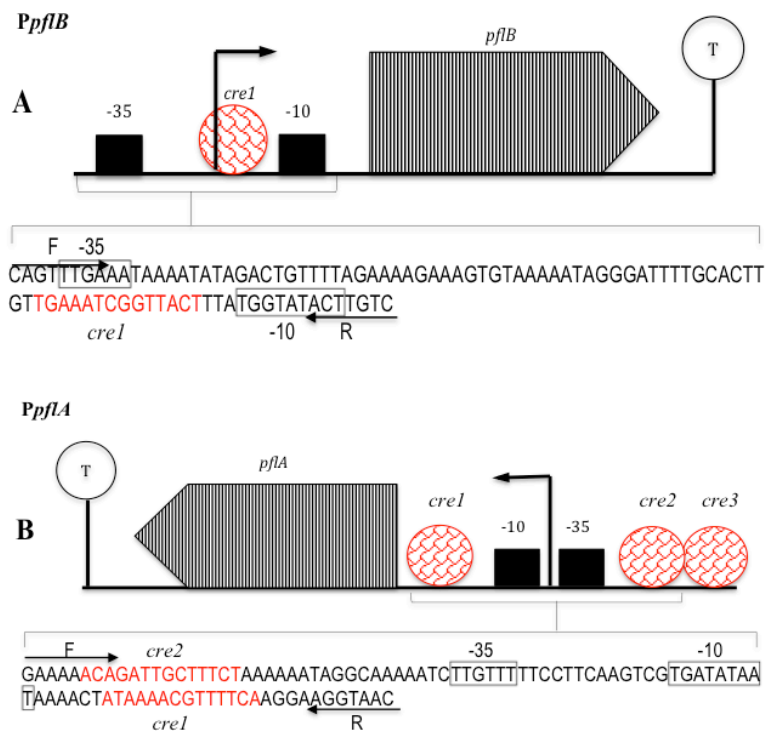 PpflB
pflB
T
cre1
A
-35
-10
F -35
CAGTTTGAAATAAAATATAGACTGTTTTAGAAAAGAAAGTGTAAAAATAGGGATTTTGCACTT
GTTGAAATCGGTTACTTTATGGTATACTTGTC
cre1
-10
R
PpflA
T
pflA
cre1
cre2
cre3
B
-10
-35
F
cre2
-35
-10
GAAAAACAGATTGCTTTCTAAAAAATAGGCAAAAATCTTGTTTTTCCTTCAAGTCGTGATATAA
TAAAACTATAAAACGTTTTCAAGGAAGGTAAC
cre1
R